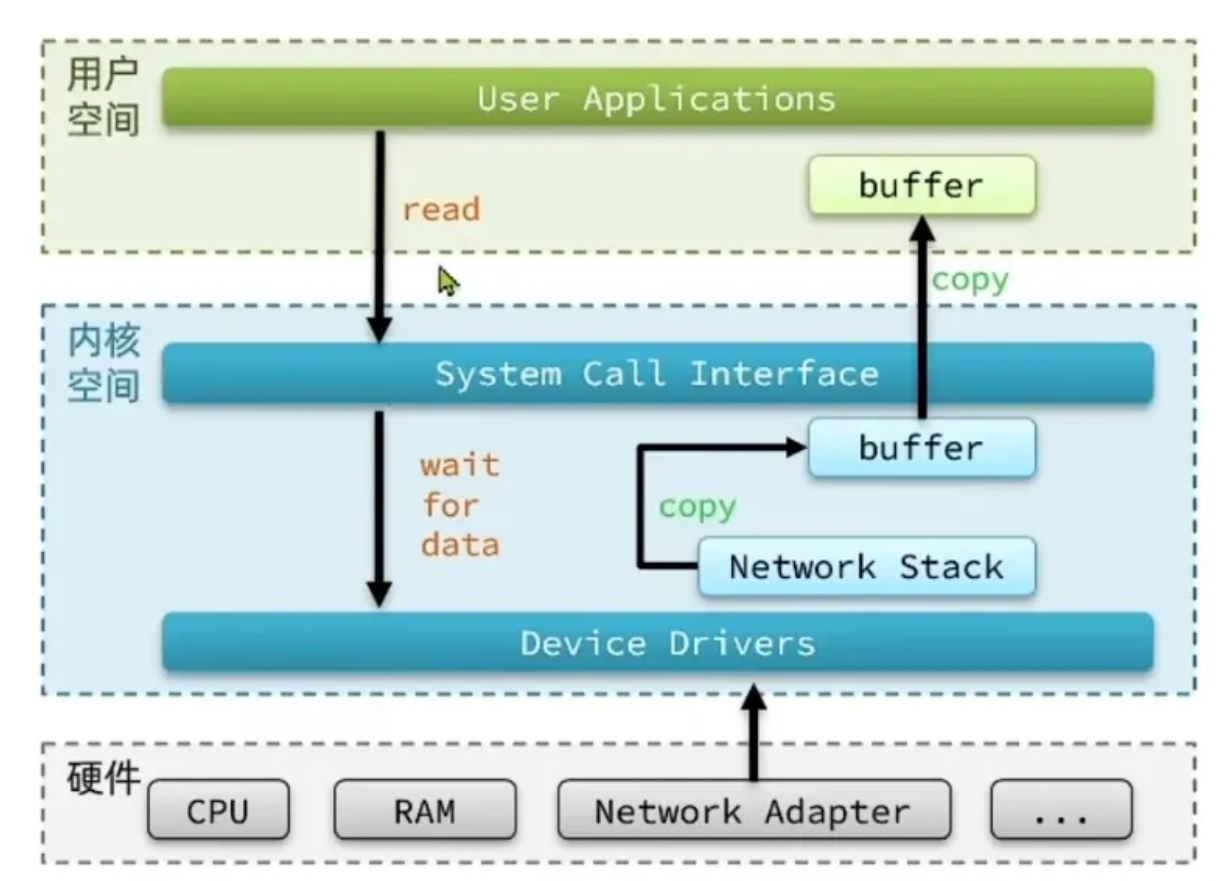 用户
空间
User Applications
buffer
read
copy
内核
空间
System Call Interface
buffer
wait
for
data
copy
Network Stack
Device Drivers
硬件
CPU
RAM
Network Adapter
...